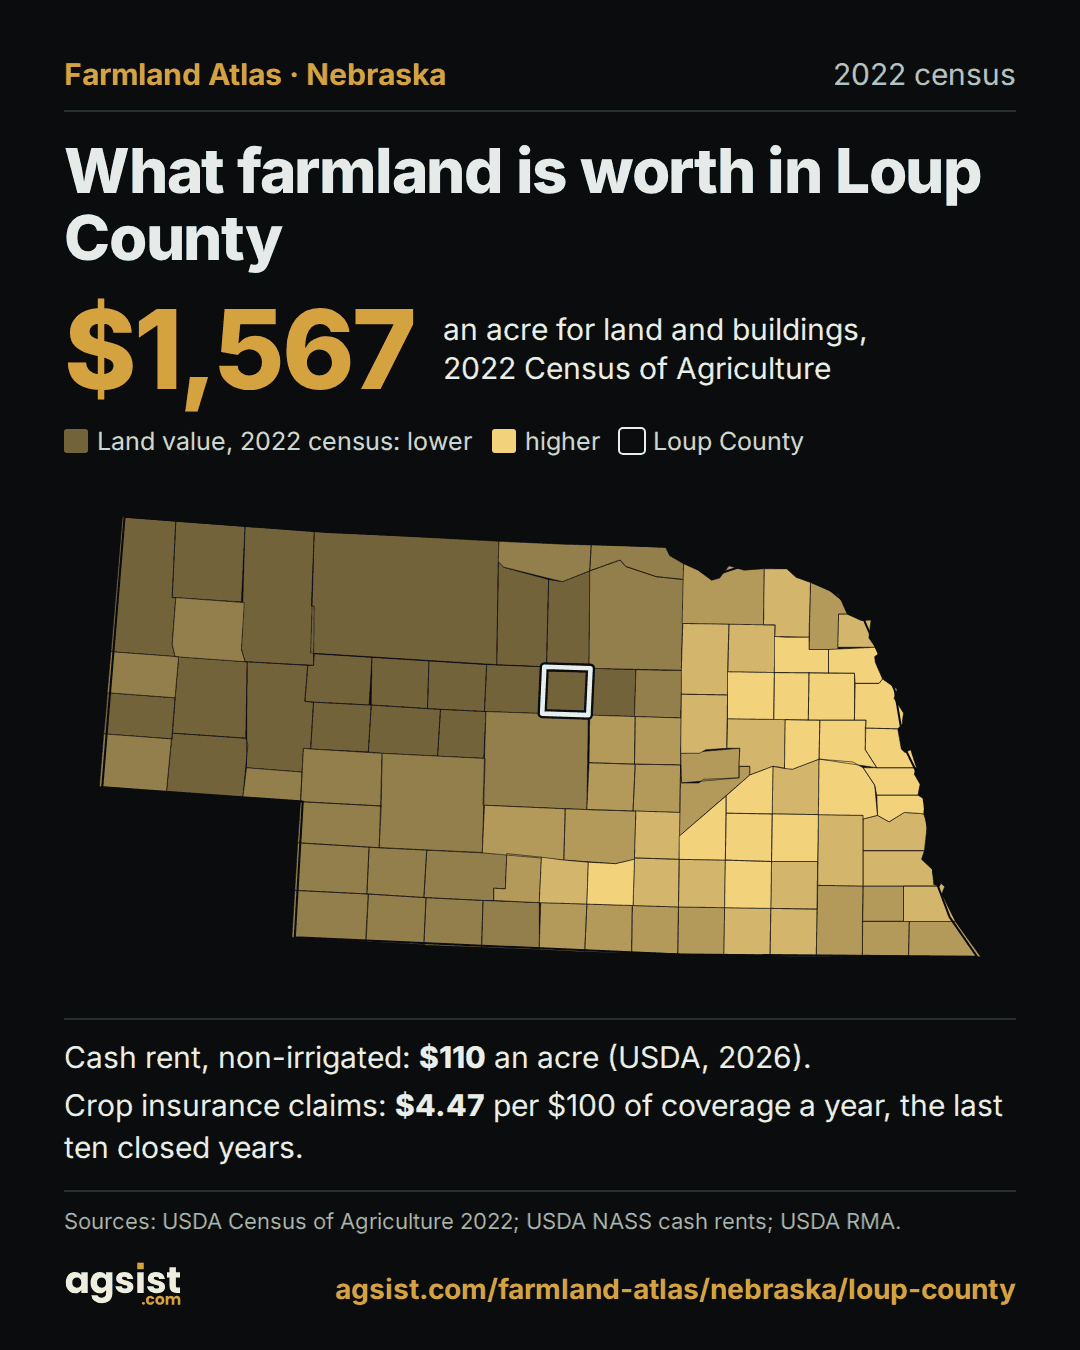 Farmland Atlas · Nebraska
2022 census
What farmland is worth in Loup
County
$1,567
an acre for land and buildings,
2022 Census of Agriculture
Land value, 2022 census: lower
higher
Loup County
Cash rent, non-irrigated: $110 an acre (USDA, 2026).
Crop insurance claims: $4.47 per $100 of coverage a year, the last
ten closed years.
Sources: USDA Census of Agriculture 2022; USDA NASS cash rents; USDA RMA.
agsist
.com
agsist.com/farmland-atlas/nebraska/loup-county